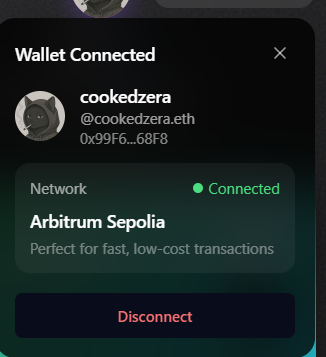 Wallet Connected
cookedzera
@cookedzera.eth
0x99F6...68F8
Network
Connected
Arbitrum Sepolia
Perfect for fast, low-cost transactions
Disconnect